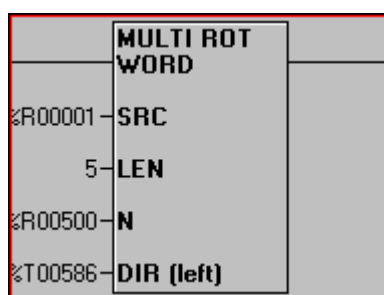 MULTI ROT
WORD
%R00001 SRC
5 LEN
%R00500 N
%T00586 DIR (left)